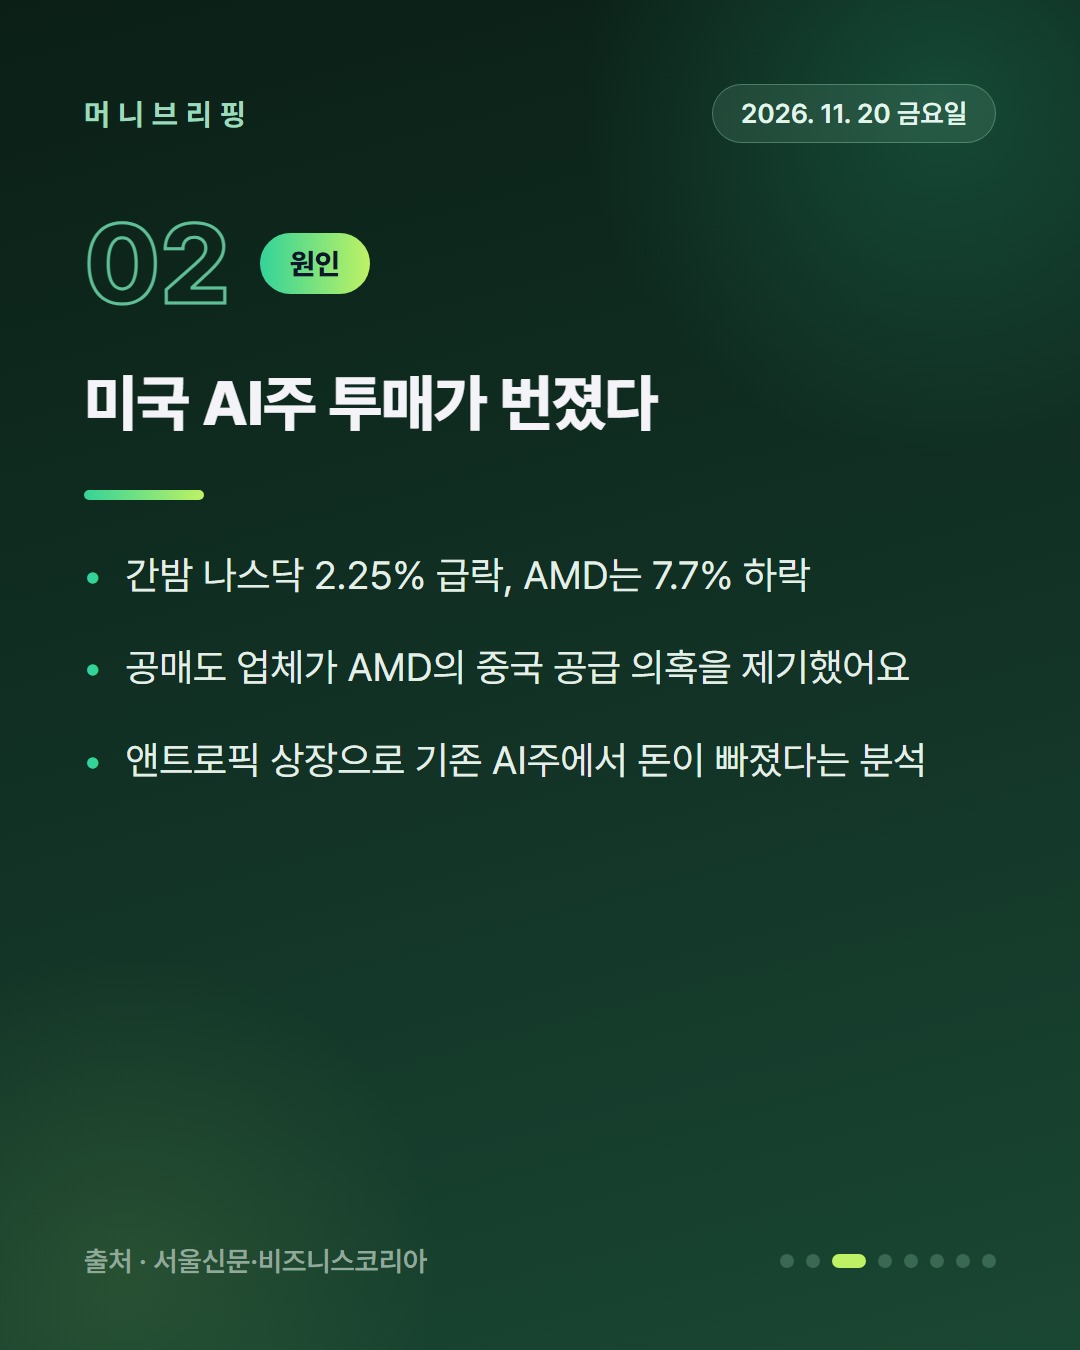 머니브리핑
2026. 11. 20 금요일
02
원인
미국 AI주 투매가 번졌다
• 간밤 나스닥 2.25% 급락, AMD는 7.7% 하락
• 공매도 업체가 AMD의 중국 공급 의혹을 제기했어요
• 앤트로픽 상장으로 기존 AI주에서 돈이 빠졌다는 분석
출처 · 서울신문·비즈니스코리아